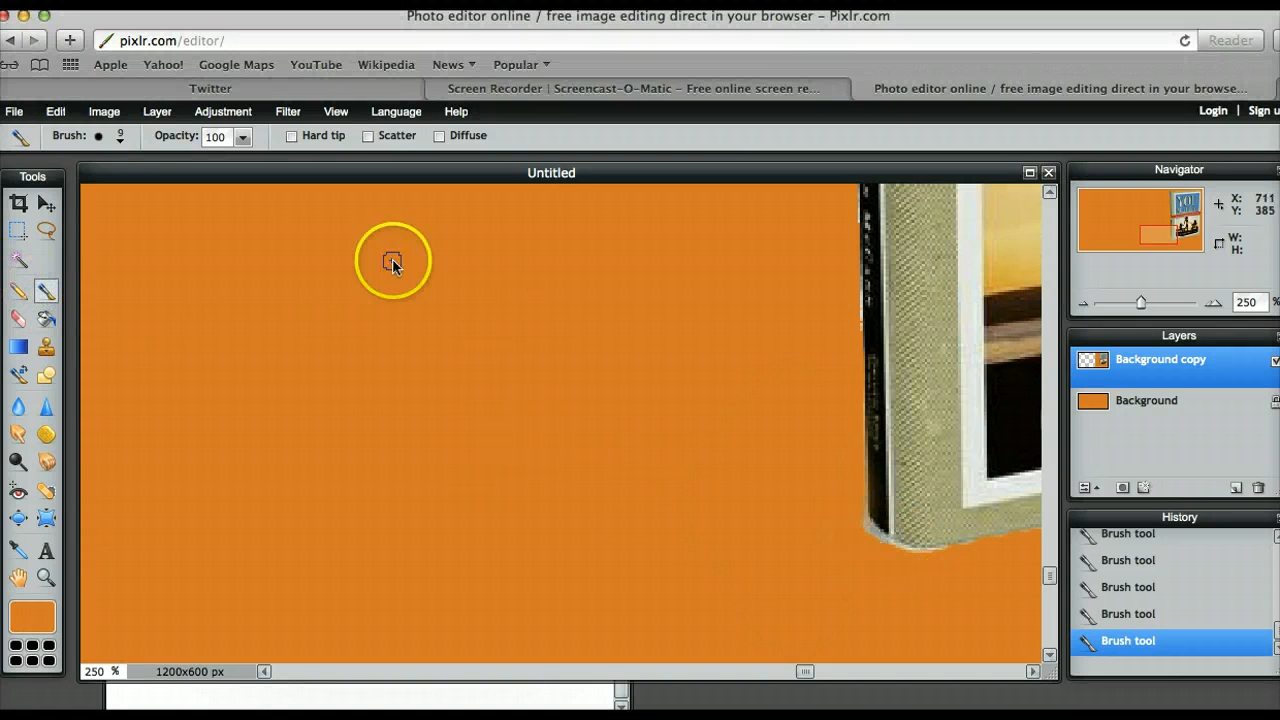 Photo editor online / free image editing direct in your browser - Pixlr.com
pixlr.com/editor/
Reader
Apple Yahoo! Google Maps YouTube Wikipedia News Popular
Twitter Screen Recorder | Screencast-O-Matic - Free online screen re... Photo editor online / free image editing direct in your browse...
File Edit Image Layer Adjustment Filter View Language Help Login Sign u
Brush: 9 Opacity: 100 Hard tip Scatter Diffuse
Tools
Untitled
Navigator
YOU
X: 711
Y: 385
W:
H:
250 %
Layers
Background copy
Background
History
Brush tool
Brush tool
Brush tool
Brush tool
Brush tool
250 % 1200x600 px